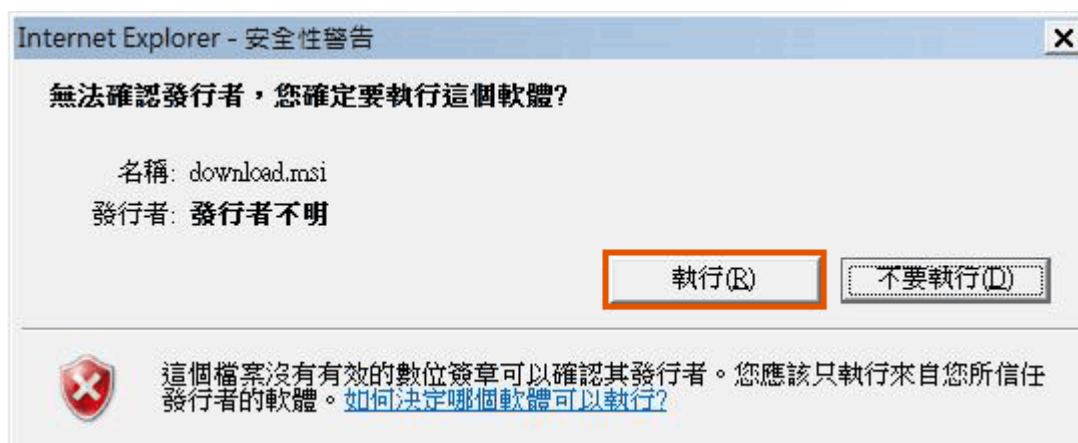 Internet Explorer - 安全性警告
無法確認發行者，您確定要執行這個軟體?
名稱: download.msi
發行者: 發行者不明
執行(R) 不要執行(D)
這個檔案沒有有效的數位簽章可以確認其發行者。您應該只執行來自您所信任
發行者的軟體。如何決定哪個軟體可以執行?